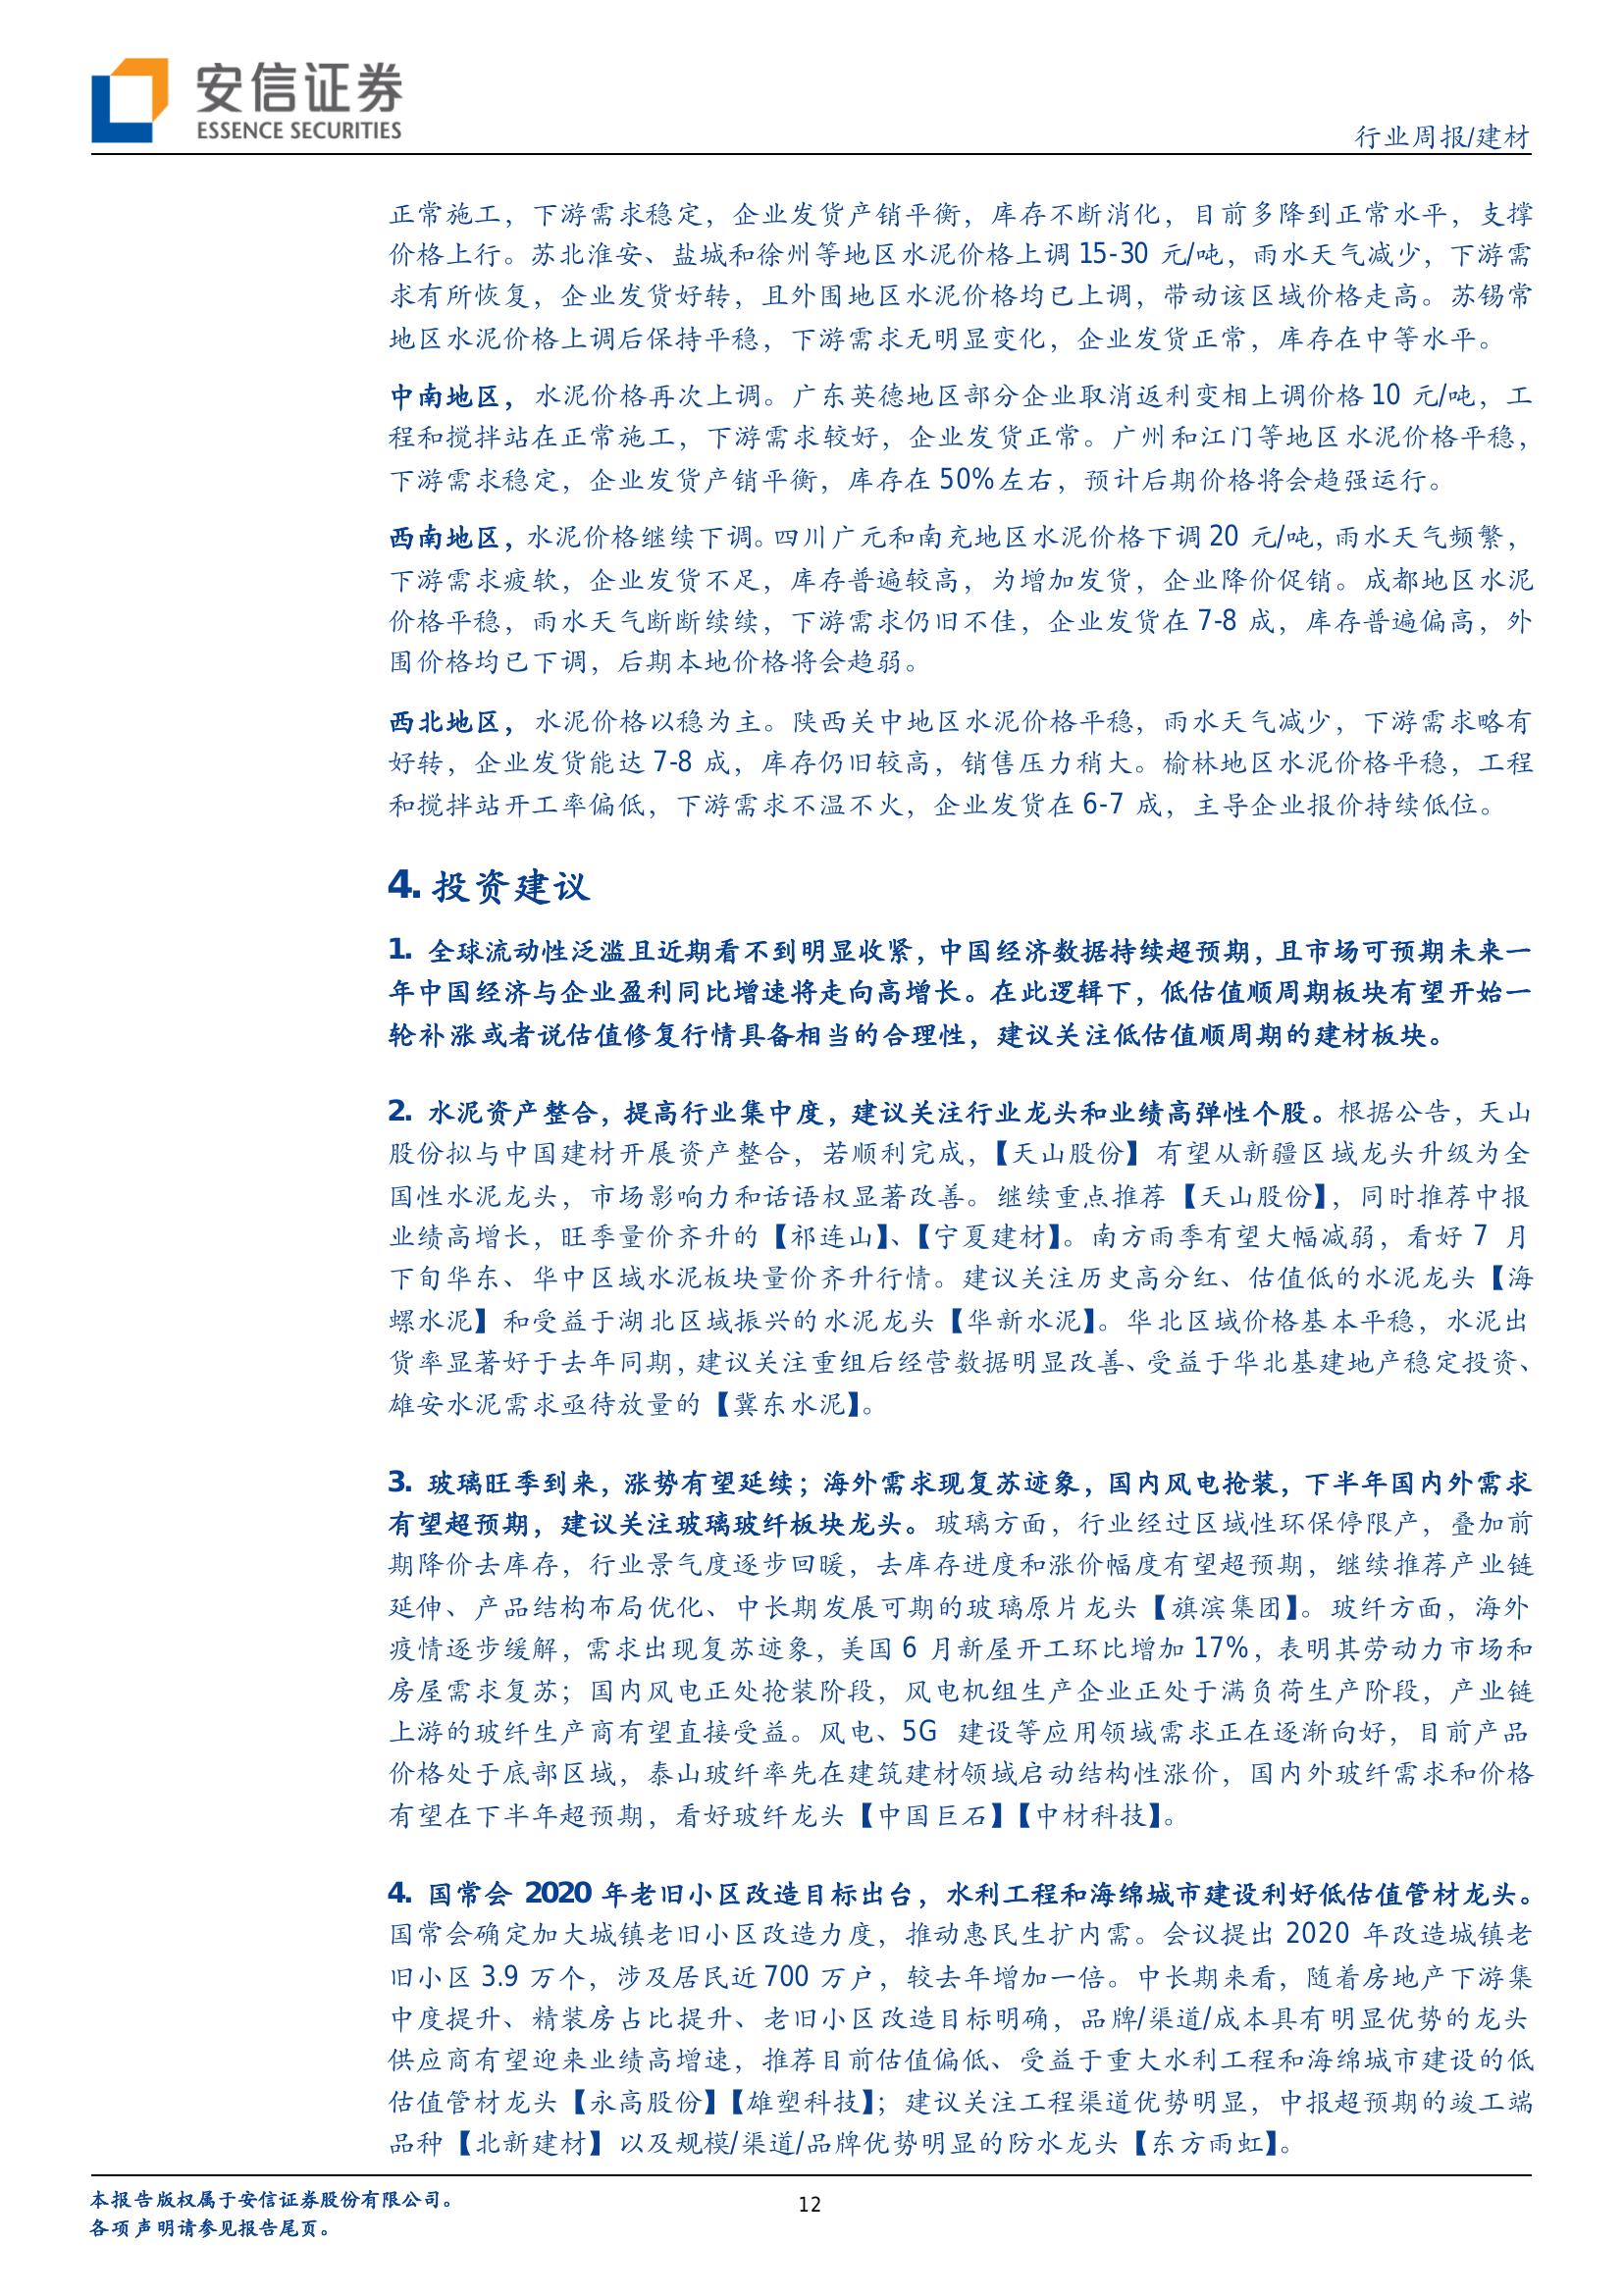 安信证券
ESSENCE SECURITIES
行业周报/建材
正常施工，下游需求稳定，企业发货产销平衡，库存不断消化，目前多降到正常水平，支撑
价格上行。苏北淮安、盐城和徐州等地区水泥价格上调 15-30 元/吨，雨水天气减少，下游需
求有所恢复，企业发货好转，且外围地区水泥价格均已上调，带动该区域价格走高。苏锡常
地区水泥价格上调后保持平稳，下游需求无明显变化，企业发货正常，库存在中等水平。
中南地区，水泥价格再次上调。广东英德地区部分企业取消返利变相上调价格 10 元/吨，工
程和搅拌站在正常施工，下游需求较好，企业发货正常。广州和江门等地区水泥价格平稳，
下游需求稳定，企业发货产销平衡，库存在 50%左右，预计后期价格将会趋强运行。
西南地区，水泥价格继续下调。四川广元和南充地区水泥价格下调 20 元/吨，雨水天气频繁，
下游需求疲软，企业发货不足，库存普遍较高，为增加发货，企业降价促销。成都地区水泥
价格平稳，雨水天气断断续续，下游需求仍旧不佳，企业发货在 7-8 成，库存普遍偏高，外
围价格均已下调，后期本地价格将会趋弱。
西北地区，水泥价格以稳为主。陕西关中地区水泥价格平稳，雨水天气减少，下游需求略有
好转，企业发货能达 7-8 成，库存仍旧较高，销售压力稍大。榆林地区水泥价格平稳，工程
和搅拌站开工率偏低，下游需求不温不火，企业发货在 6-7 成，主导企业报价持续低位。
4. 投资建议
1. 全球流动性泛滥且近期看不到明显收紧，中国经济数据持续超预期，且市场可预期未来一
年中国经济与企业盈利同比增速将走向高增长。在此逻辑下，低估值顺周期板块有望开始一
轮补涨或者说估值修复行情具备相当的合理性，建议关注低估值顺周期的建材板块。
2. 水泥资产整合，提高行业集中度，建议关注行业龙头和业绩高弹性个股。根据公告，天山
股份拟与中国建材开展资产整合，若顺利完成，【天山股份】有望从新疆区域龙头升级为全
国性水泥龙头，市场影响力和话语权显著改善。继续重点推荐【天山股份】，同时推荐中报
业绩高增长，旺季量价齐升的【祁连山】、【宁夏建材】。南方雨季有望大幅减弱，看好 7 月
下旬华东、华中区域水泥板块量价齐升行情。建议关注历史高分红、估值低的水泥龙头【海
螺水泥】和受益于湖北区域振兴的水泥龙头【华新水泥】。华北区域价格基本平稳，水泥出
货率显著好于去年同期，建议关注重组后经营数据明显改善、受益于华北基建地产稳定投资、
雄安水泥需求亟待放量的【冀东水泥】。
3. 玻璃旺季到来，涨势有望延续；海外需求现复苏迹象，国内风电抢装，下半年国内外需求
有望超预期，建议关注玻璃玻纤板块龙头。玻璃方面，行业经过区域性环保停限产，叠加前
期降价去库存，行业景气度逐步回暖，去库存进度和涨价幅度有望超预期，继续推荐产业链
延伸、产品结构布局优化、中长期发展可期的玻璃原片龙头【旗滨集团】。玻纤方面，海外
疫情逐步缓解，需求出现复苏迹象，美国 6 月新屋开工环比增加 17%，表明其劳动力市场和
房屋需求复苏；国内风电正处抢装阶段，风电机组生产企业正处于满负荷生产阶段，产业链
上游的玻纤生产商有望直接受益。风电、5G 建设等应用领域需求正在逐渐向好，目前产品
价格处于底部区域，泰山玻纤率先在建筑建材领域启动结构性涨价，国内外玻纤需求和价格
有望在下半年超预期，看好玻纤龙头【中国巨石】【中材科技】。
4. 国常会 2020 年老旧小区改造目标出台，水利工程和海绵城市建设利好低估值管材龙头。
国常会确定加大城镇老旧小区改造力度，推动惠民生扩内需。会议提出 2020 年改造城镇老
旧小区 3.9 万个，涉及居民近 700 万户，较去年增加一倍。中长期来看，随着房地产下游集
中度提升、精装房占比提升、老旧小区改造目标明确，品牌/渠道/成本具有明显优势的龙头
供应商有望迎来业绩高增速，推荐目前估值偏低、受益于重大水利工程和海绵城市建设的低
估值管材龙头【永高股份】【雄塑科技】；建议关注工程渠道优势明显，中报超预期的竣工端
品种【北新建材】以及规模/渠道/品牌优势明显的防水龙头【东方雨虹】。
本报告版权属于安信证券股份有限公司。
各项声明请参见报告尾页。
12